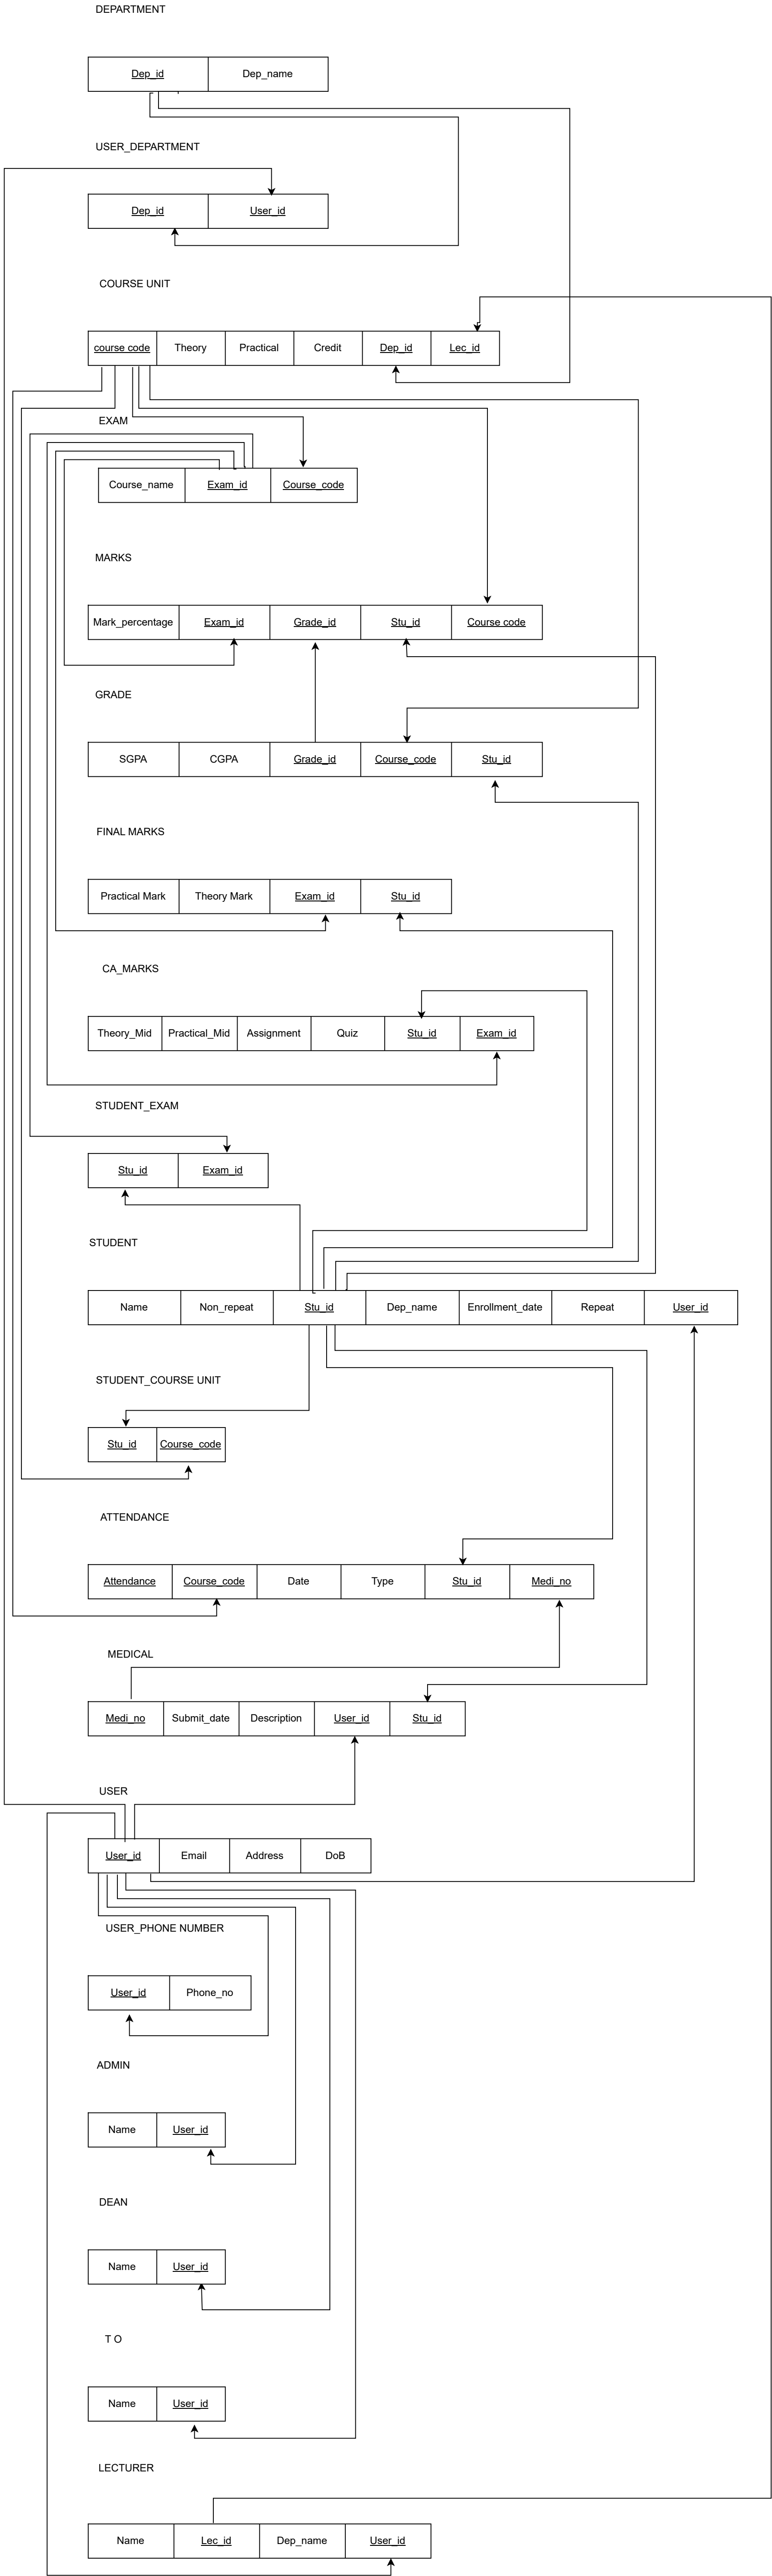 DEPARTMENT
Dep_id Dep_name
USER_DEPARTMENT
Dep_id User_id
COURSE UNIT
course code Theory Practical Credit Dep_id Lec_id
EXAM
Course_name Exam_id Course_code
MARKS
Mark_percentage Exam_id Grade_id Stu_id Course code
GRADE
SGPA CGPA Grade_id Course_code Stu_id
FINAL MARKS
Practical Mark Theory Mark Exam_id Stu_id
CA_MARKS
Theory_Mid Practical_Mid Assignment Quiz Stu_id Exam_id
STUDENT_EXAM
Stu_id Exam_id
STUDENT
Name Non_repeat Stu_id Dep_name Enrollment_date Repeat User_id
STUDENT_COURSE UNIT
Stu_id Course_code
ATTENDANCE
Attendance Course_code Date Type Stu_id Medi_no
MEDICAL
Medi_no Submit_date Description User_id Stu_id
USER
User_id Email Address DoB
USER_PHONE NUMBER
User_id Phone_no
ADMIN
Name User_id
DEAN
Name User_id
T O
Name User_id
LECTURER
Name Lec_id Dep_name User_id